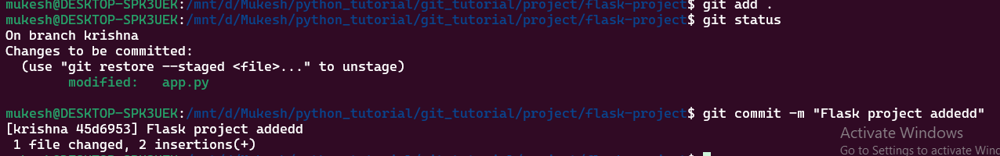 mukesh@DESKTOP-SPK3UEK:/mnt/d/Mukesh/python_tutorial/git_tutorial/project/flask-project$ git add .
mukesh@DESKTOP-SPK3UEK:/mnt/d/Mukesh/python_tutorial/git_tutorial/project/flask-project$ git status
On branch krishna
Changes to be committed:
  (use "git restore --staged <file>..." to unstage)
        modified:   app.py
mukesh@DESKTOP-SPK3UEK:/mnt/d/Mukesh/python_tutorial/git_tutorial/project/flask-project$ git commit -m "Flask project addedd"
[krishna 45d6953] Flask project addedd
Activate Windows
 1 file changed, 2 insertions(+)
Go to Settings to activate Wind